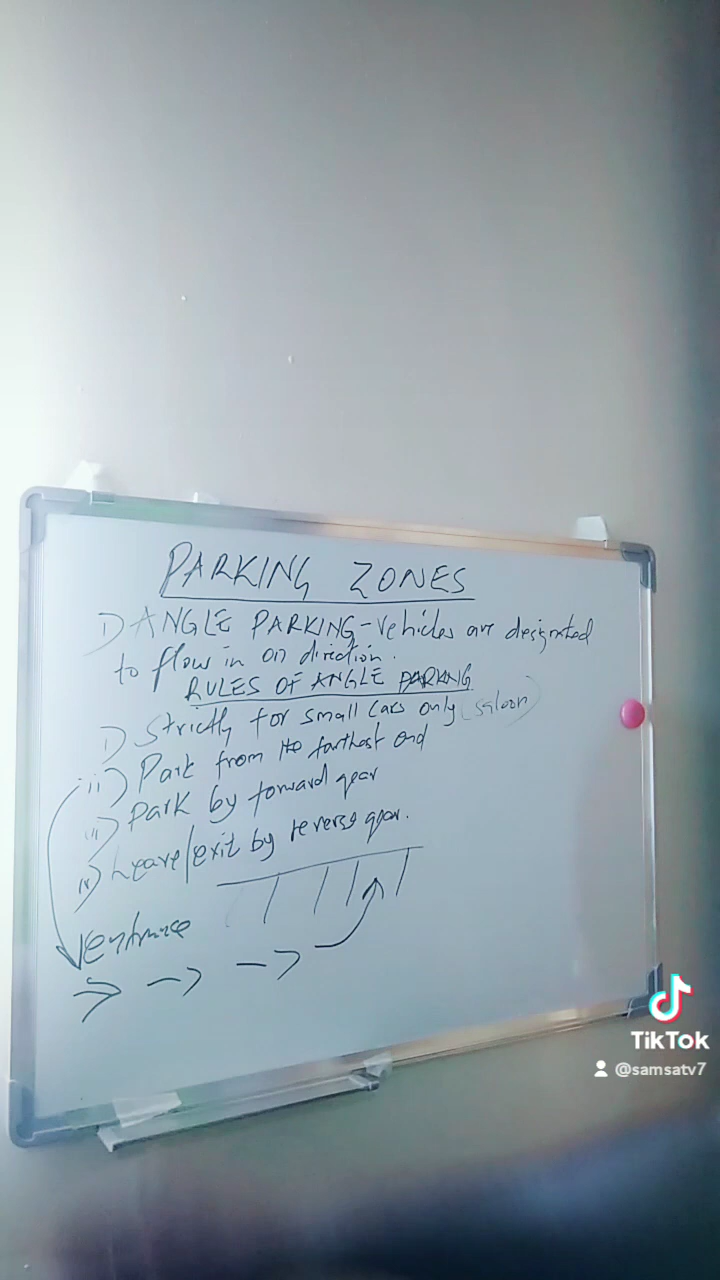 PARKING ZONES
1) ANGLE PARKING - Vehicles are designated
to flow in on direction.
RULES OF ANGLE PARKING
i) Strictly for small Cars only (saloon)
ii) Park from the farthest end
iii) Park by forward gear
iv) Leave/exit by reverse gear.
entrance
TikTok
@samsatv7